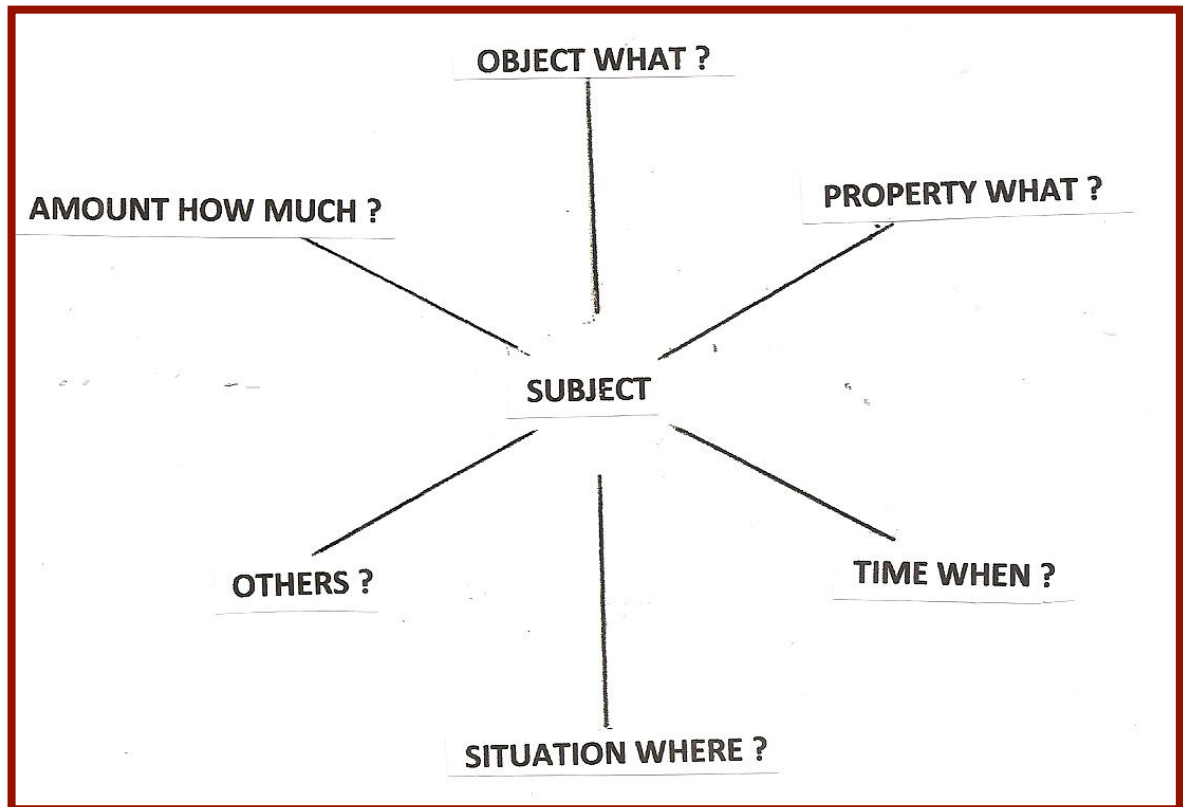 OBJECT WHAT ?
PROPERTY WHAT ?
AMOUNT HOW MUCH ?
SUBJECT
OTHERS ?
TIME WHEN ?
SITUATION WHERE ?